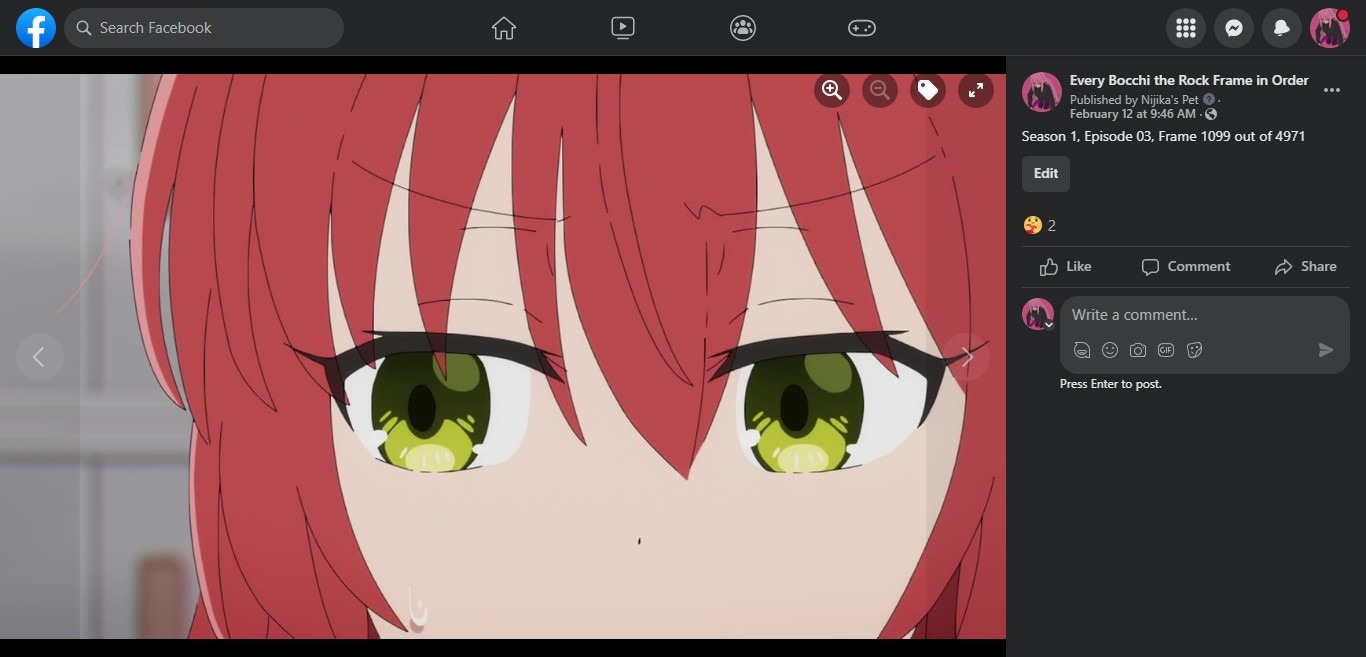 Search Facebook
Every Bocchi the Rock Frame in Order
Published by Nijika's Pet ·
February 12 at 9:46 AM ·
Season 1, Episode 03, Frame 1099 out of 4971
Edit
2
Like Comment Share
Write a comment...
GIF
Press Enter to post.